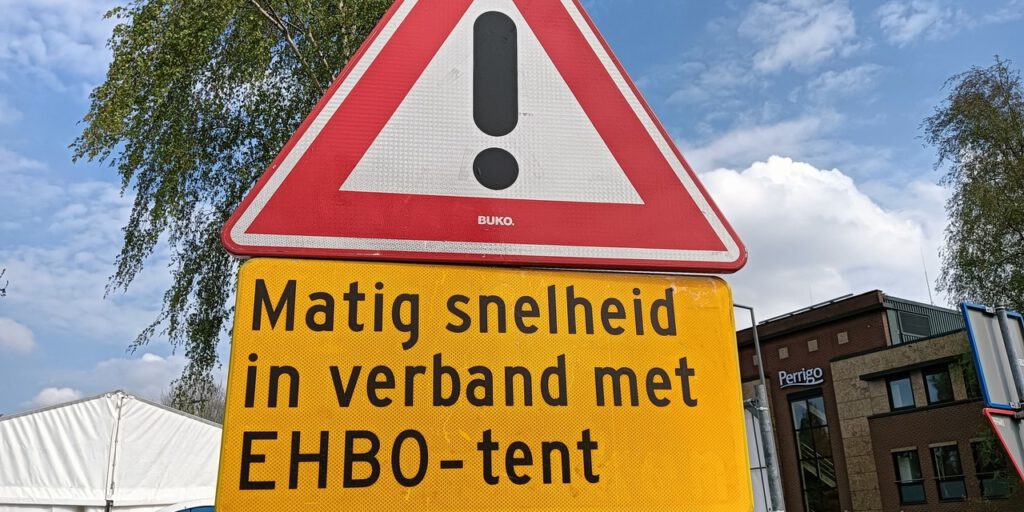 BUKO.
Matig snelheid
in verband met
EHBO-tent
Perrigo